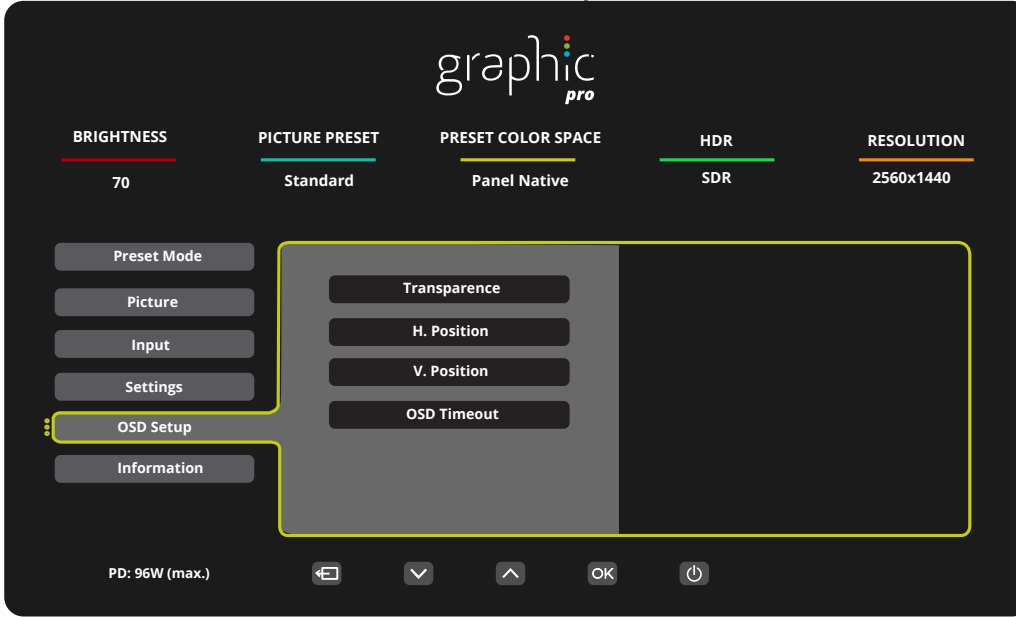 graphic
pro
BRIGHTNESS
PICTURE PRESET
PRESET COLOR SPACE
HDR
RESOLUTION
70
Standard
Panel Native
SDR
2560x1440
Preset Mode
Picture
Input
Settings
OSD Setup
Information
Transparence
H. Position
V. Position
OSD Timeout
PD: 96W (max.)
OK